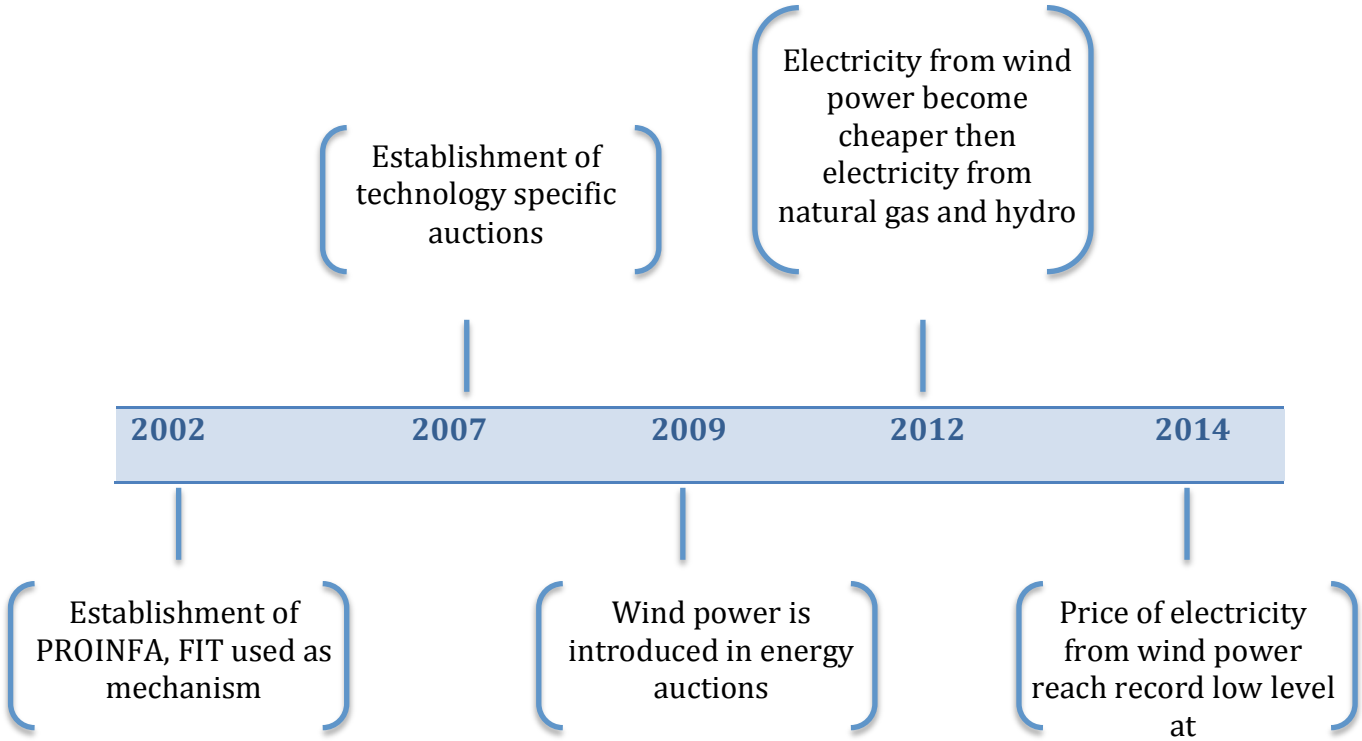 Electricity from wind
power become
cheaper then
electricity from
natural gas and hydro
Establishment of
technology specific
auctions
2002 2007 2009 2012 2014
Establishment of
PROINFA, FIT used as
mechanism
Wind power is
introduced in energy
auctions
Price of electricity
from wind power
reach record low level
at